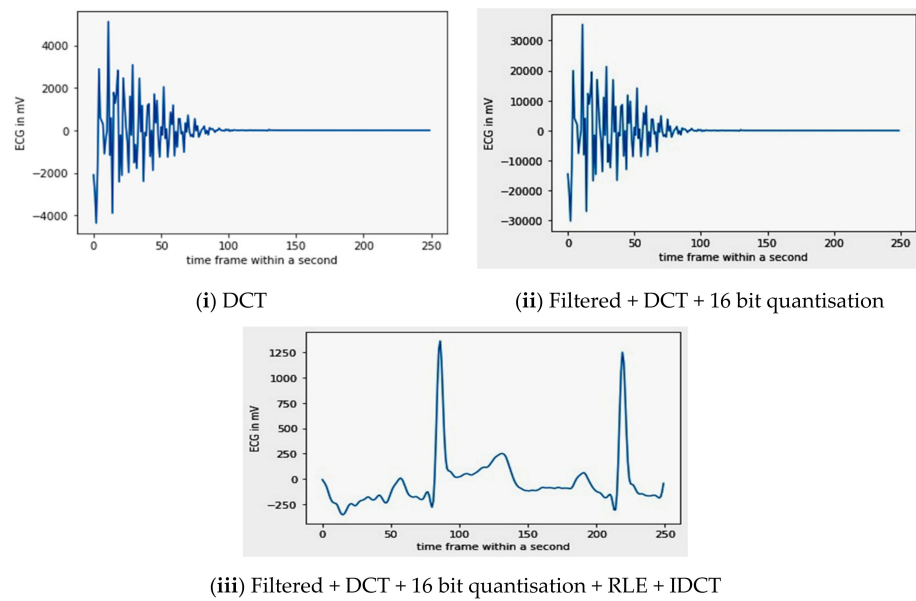 4000
2000
0
−2000
−4000
ECG in mV
0 50 100 150 200 250
time frame within a second
(i) DCT
30000
20000
10000
0
−10000
−20000
−30000
ECG in mV
0 50 100 150 200 250
time frame within a second
(ii) Filtered + DCT + 16 bit quantisation
1250
1000
750
500
250
0
−250
ECG in mV
0 50 100 150 200 250
time frame within a second
(iii) Filtered + DCT + 16 bit quantisation + RLE + IDCT